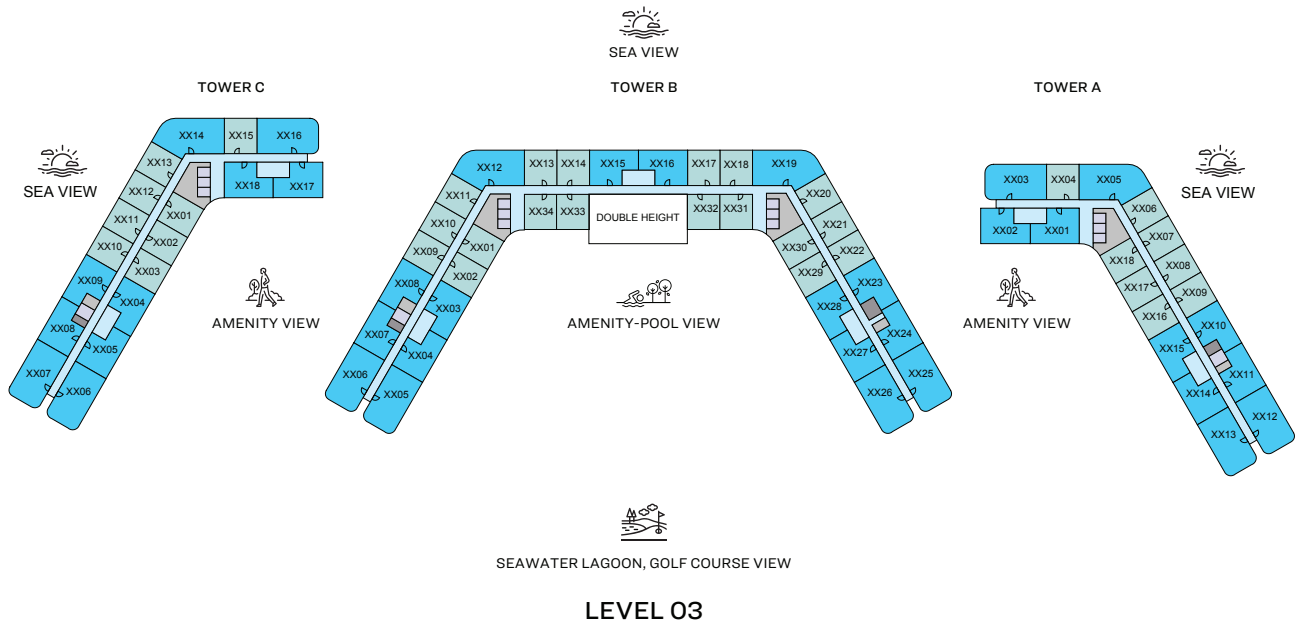 SEA VIEW
TOWER C
TOWER B
TOWER A
SEA VIEW
SEA VIEW
XX14
XX15
XX16
XX13
XX12
XX11
XX10
XX09
XX08
XX07
XX18
XX17
XX01
XX02
XX03
XX04
XX05
XX06
AMENITY VIEW
XX12
XX13
XX14
XX15
XX16
XX17
XX18
XX19
XX11
XX10
XX09
XX08
XX07
XX06
XX34
XX33
DOUBLE HEIGHT
XX32
XX31
XX01
XX02
XX03
XX04
XX05
XX20
XX21
XX22
XX23
XX24
XX25
XX30
XX29
XX28
XX27
XX26
AMENITY-POOL VIEW
XX03
XX04
XX05
XX02
XX01
XX06
XX07
XX08
XX09
XX10
XX11
XX12
XX18
XX17
XX16
XX15
XX14
XX13
AMENITY VIEW
SEAWATER LAGOON, GOLF COURSE VIEW
LEVEL 03